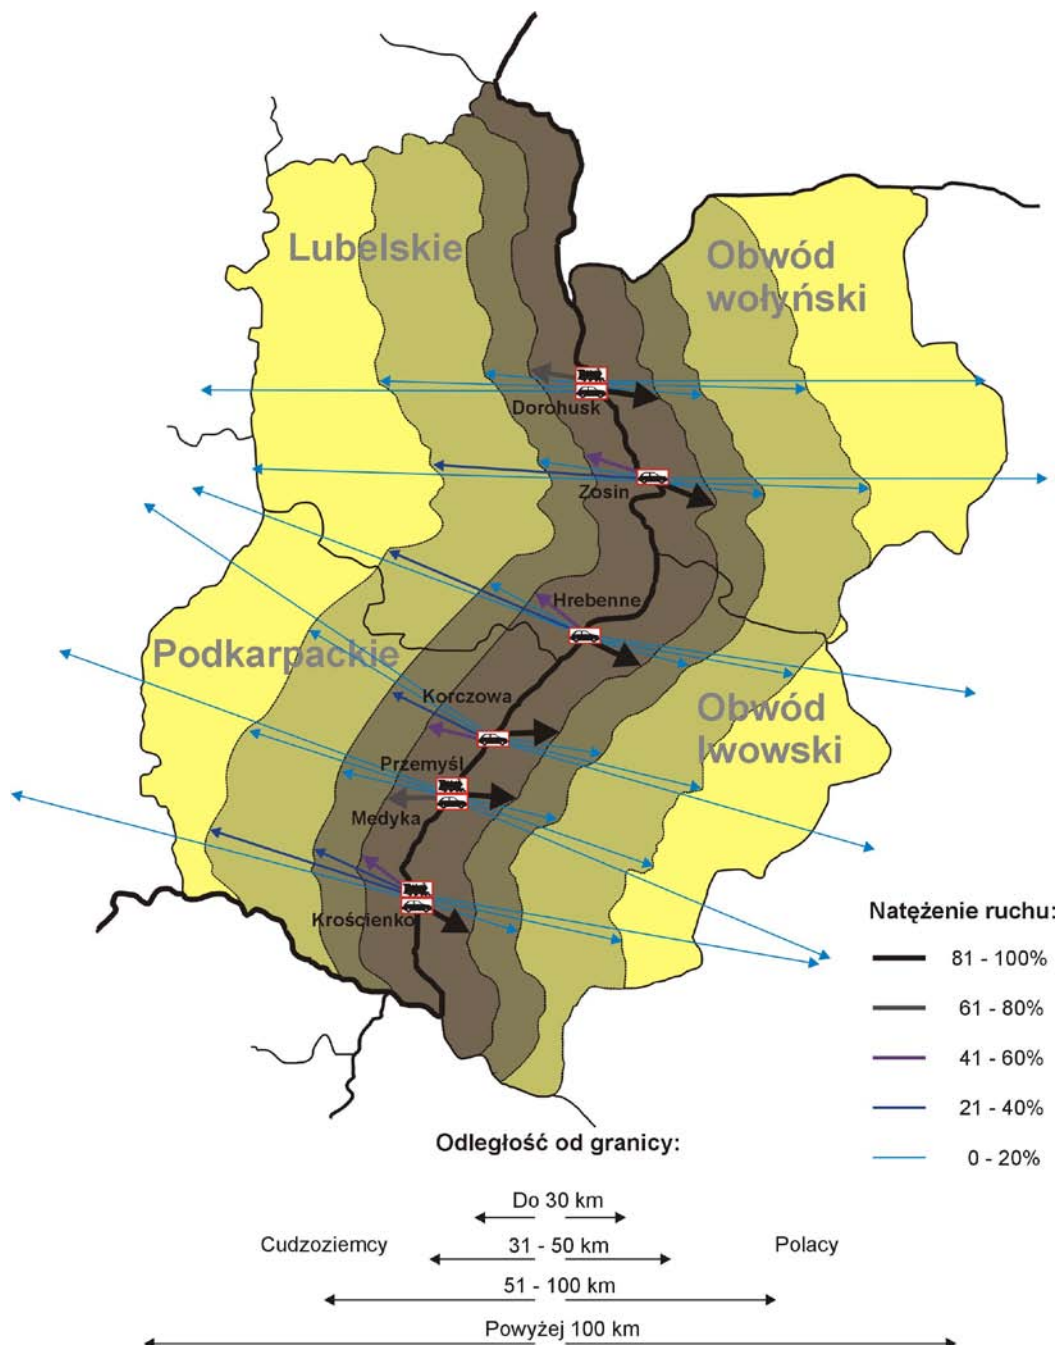 Lubelskie
Obwód
wołyński
Dorohusk
Zosin
Hrebenne
Podkarpackie
Korczowa
Obwód
lwowski
Przemyśl
Medyka
Krościenko
Natężenie ruchu:
81 - 100%
61 - 80%
41 - 60%
21 - 40%
0 - 20%
Odległość od granicy:
Do 30 km
Cudzoziemcy
31 - 50 km
Polacy
51 - 100 km
Powyżej 100 km